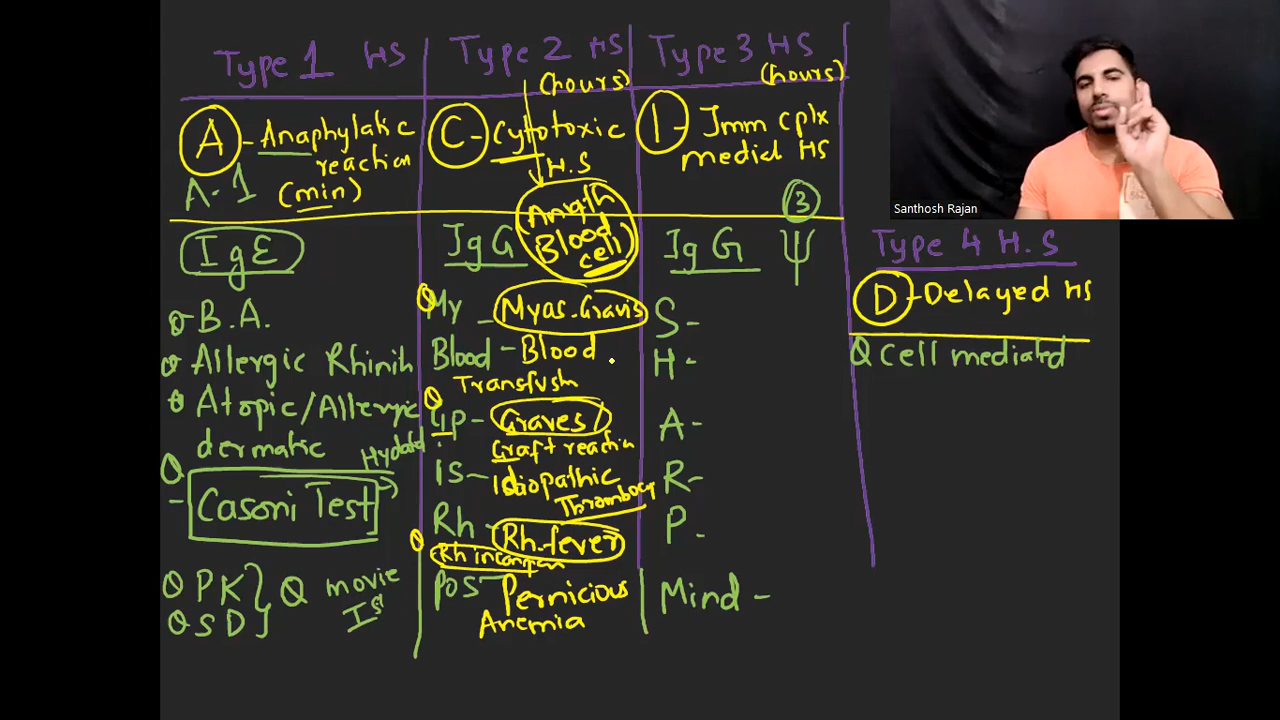 Type 1 HS
A - Anaphylatic
reaction
A-1 (min)
IgE
B.A.
Allergic Rhinih
Atopic/Allergic
dermatic
Hydatid
Casoni Test
PK } Q movie
SD } Ist
Type 2 HS
(hours)
C - Cytotoxic
H.S
Anything
Blood
cell
IgG
My - Myas. Gravis
Blood - Blood
Transfusn
GP - Graves /
Graft reaction
IS - Idiopathic
Thrombocy
Rh - Rh. fever
Rh incompn
POS - Pernicious
Anemia
Type 3 HS
(hours)
I - Imm cplx
medial HS
3
IgG Ψ
S -
H -
A -
R -
P -
Mind -
Santhosh Rajan
Type 4 H.S
D - Delayed HS
Q Cell mediated